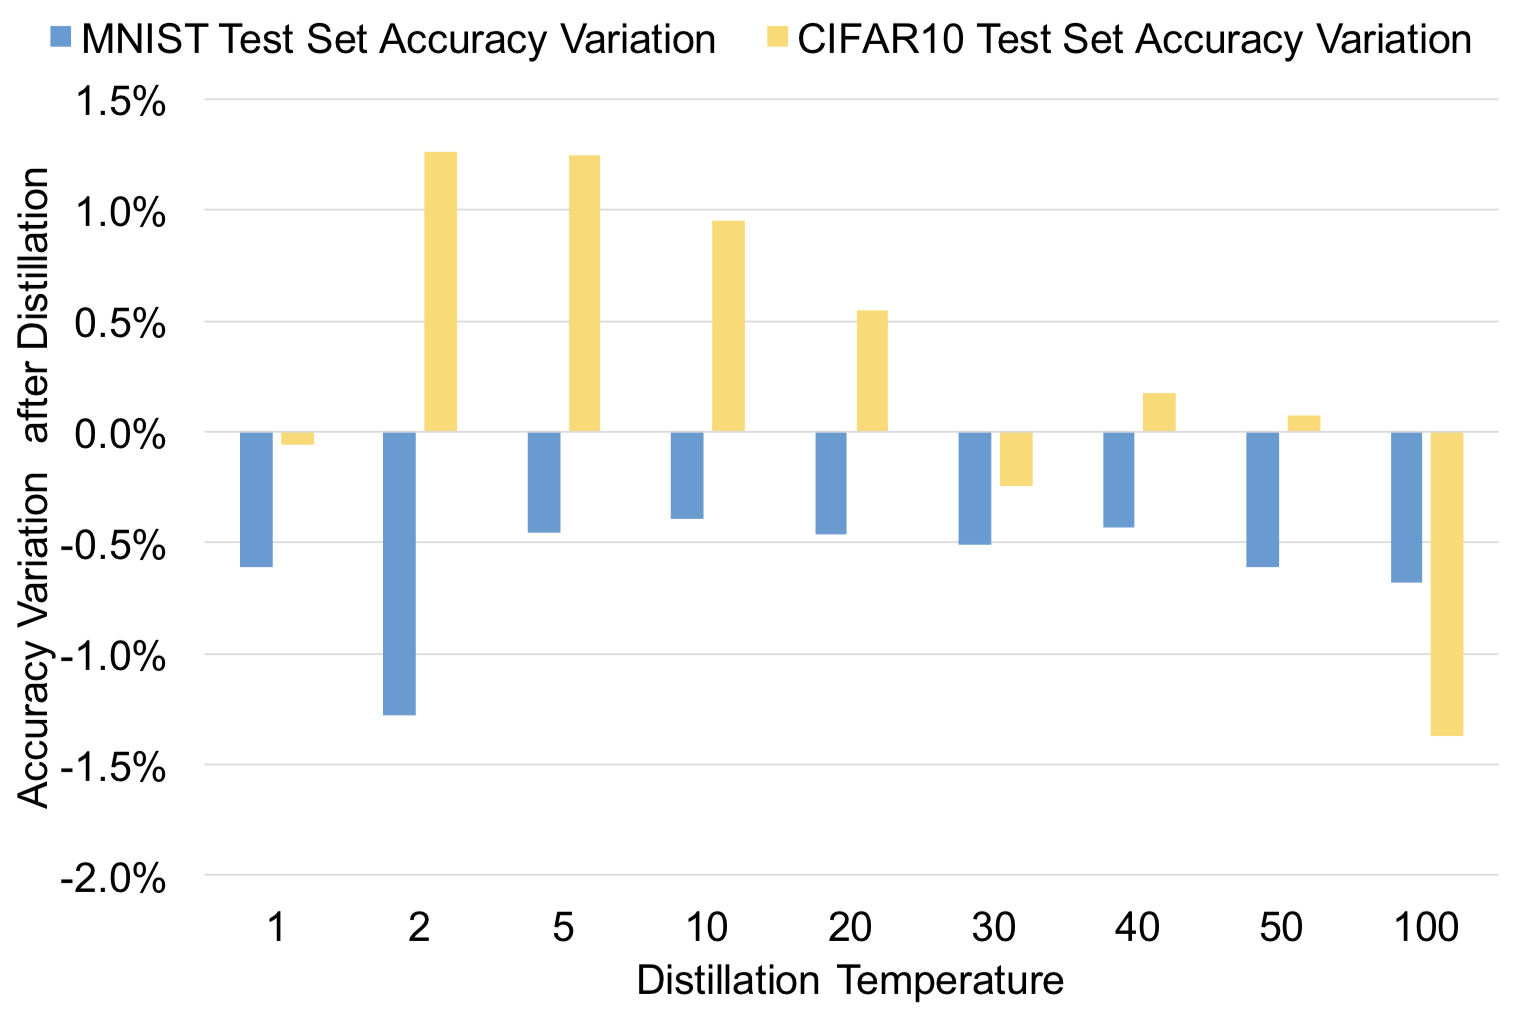 MNIST Test Set Accuracy Variation
CIFAR10 Test Set Accuracy Variation
Accuracy Variation after Distillation
1.5%
1.0%
0.5%
0.0%
-0.5%
-1.0%
-1.5%
-2.0%
1 2 5 10 20 30 40 50 100
Distillation Temperature